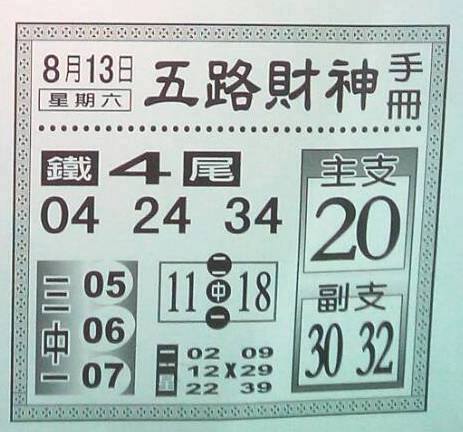 8月13日
星期六
五路財神
手冊
鐵4尾
04 24 34
主支
20
三中一
05
06
07
二中一
11 18
副支
30 32
02 09
12 X 29
22 39